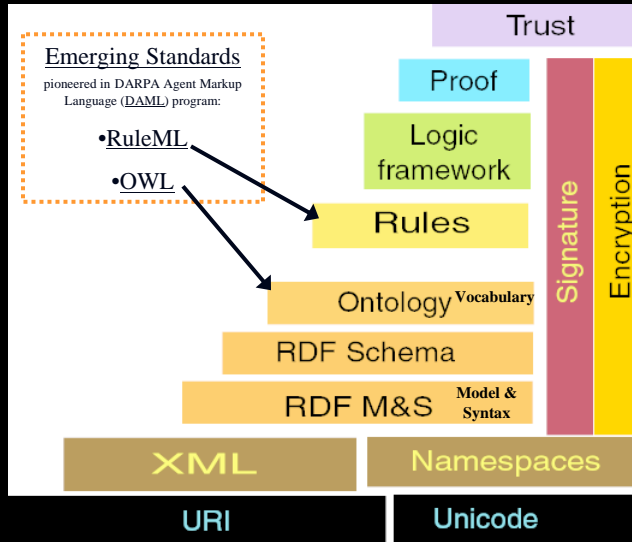 Emerging Standards
pioneered in DARPA Agent Markup
Language (DAML) program:
•RuleML
•OWL
Trust
Proof
Logic
framework
Rules
Ontology Vocabulary
RDF Schema
RDF M&S Model &
Syntax
Signature
Encryption
XML
Namespaces
URI
Unicode